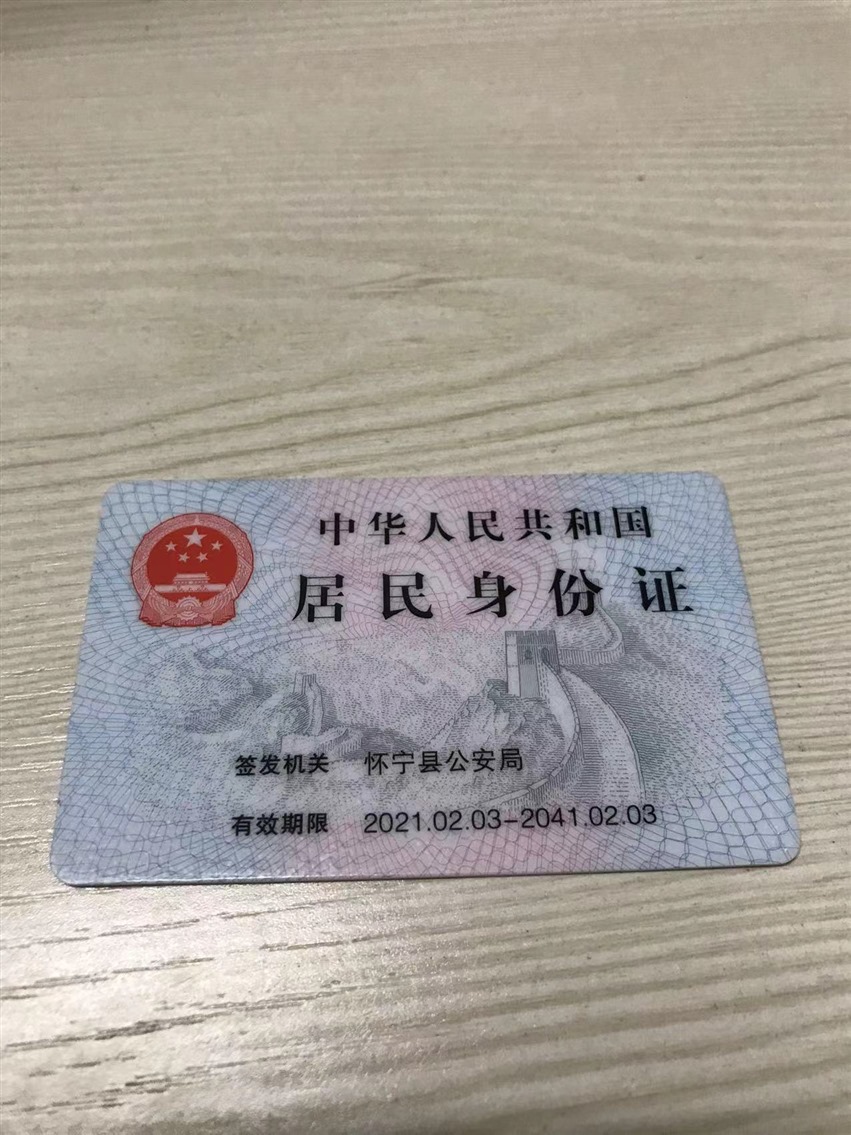 中华人民共和国
居民身份证
签发机关 怀宁县公安局
有效期限 2021.02.03-2041.02.03